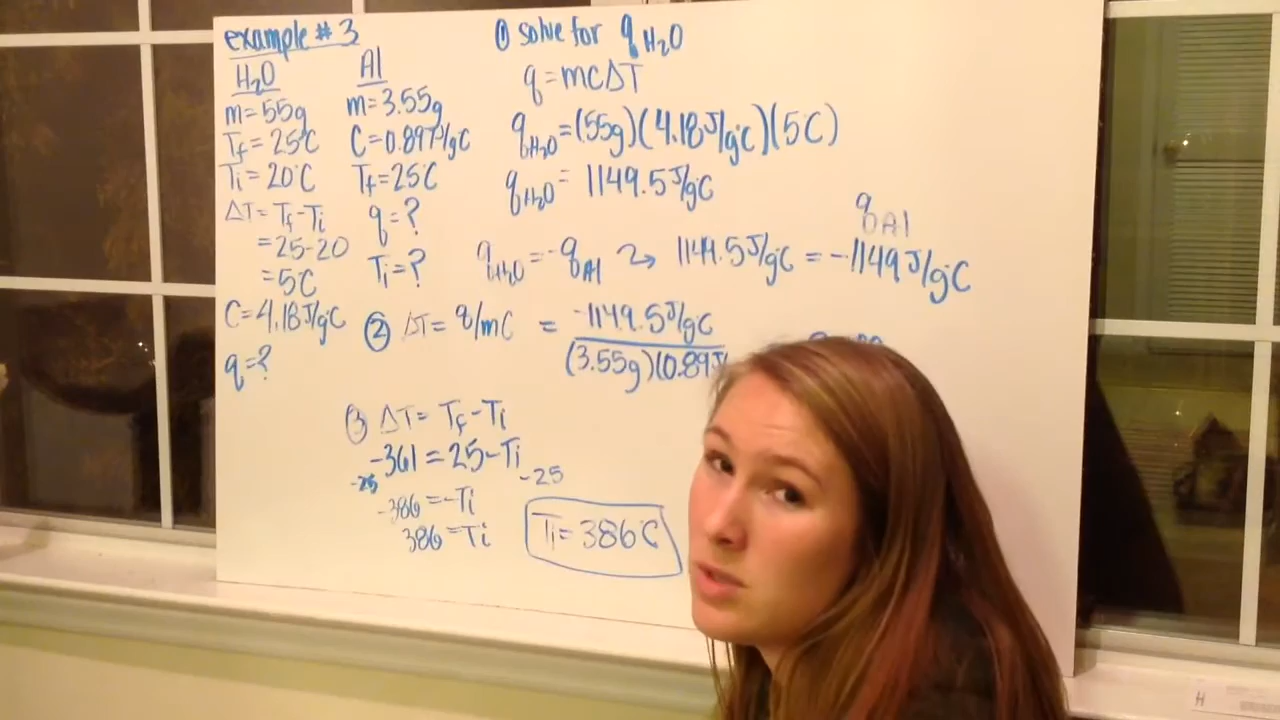 example #3
H₂O
m=55g
Tf=25°C
Ti=20°C
ΔT=Tf-Ti
=25-20
=5°C
C=4.18J/g°C
q=?
Al
m=3.55g
C=0.897J/g°C
Tf=25°C
q=?
Ti=?
① solve for qH₂O
q=mCΔT
qH₂O=(55g)(4.18J/g°C)(5°C)
qH₂O=1149.5J/g°C
qAl
qH₂O=-qAl → 1149.5J/g°C=-1149J/g°C
② ΔT=q/mC = -1149.5J/g°C
(3.55g)(0.89
③ ΔT=Tf-Ti
-361=25-Ti
-25 -25
-386=-Ti
386=Ti
Ti=386°C
H